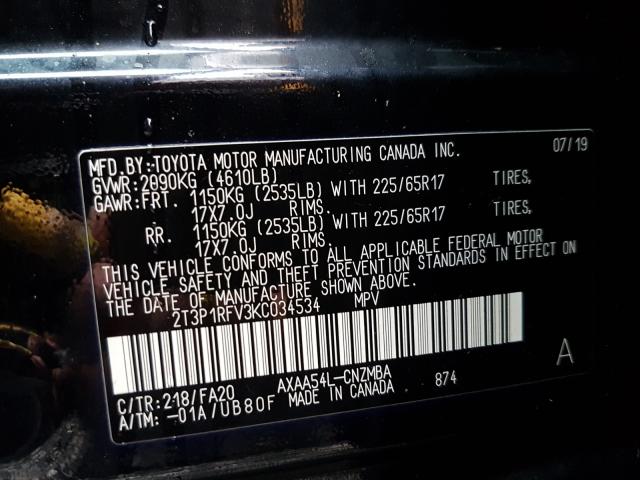 MFD.BY:TOYOTA MOTOR MANUFACTURING CANADA INC. 07/19
GVWR:2090KG (4610LB)
GAWR:FRT. 1150KG (2535LB) WITH 225/65R17 TIRES,
17X7.0J RIMS.
RR. 1150KG (2535LB) WITH 225/65R17 TIRES,
17X7.0J RIMS.
THIS VEHICLE CONFORMS TO ALL APPLICABLE FEDERAL MOTOR
VEHICLE SAFETY AND THEFT PREVENTION STANDARDS IN EFFECT ON
THE DATE OF MANUFACTURE SHOWN ABOVE.
2T3P1RFV3KC034534 MPV
A
C/TR:218/FA20 AXAA54L-CNZMBA 874
A/TM:-01A/UB80F MADE IN CANADA